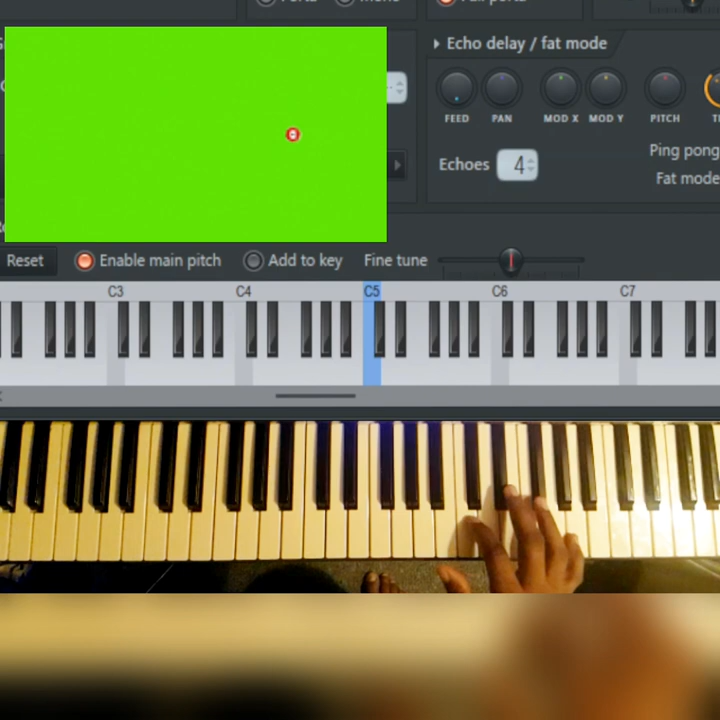 Echo delay / fat mode
FEED PAN MOD X MOD Y PITCH
Echoes 4
Ping pong
Fat mode
Reset Enable main pitch Add to key Fine tune
C3 C4 C5 C6 C7